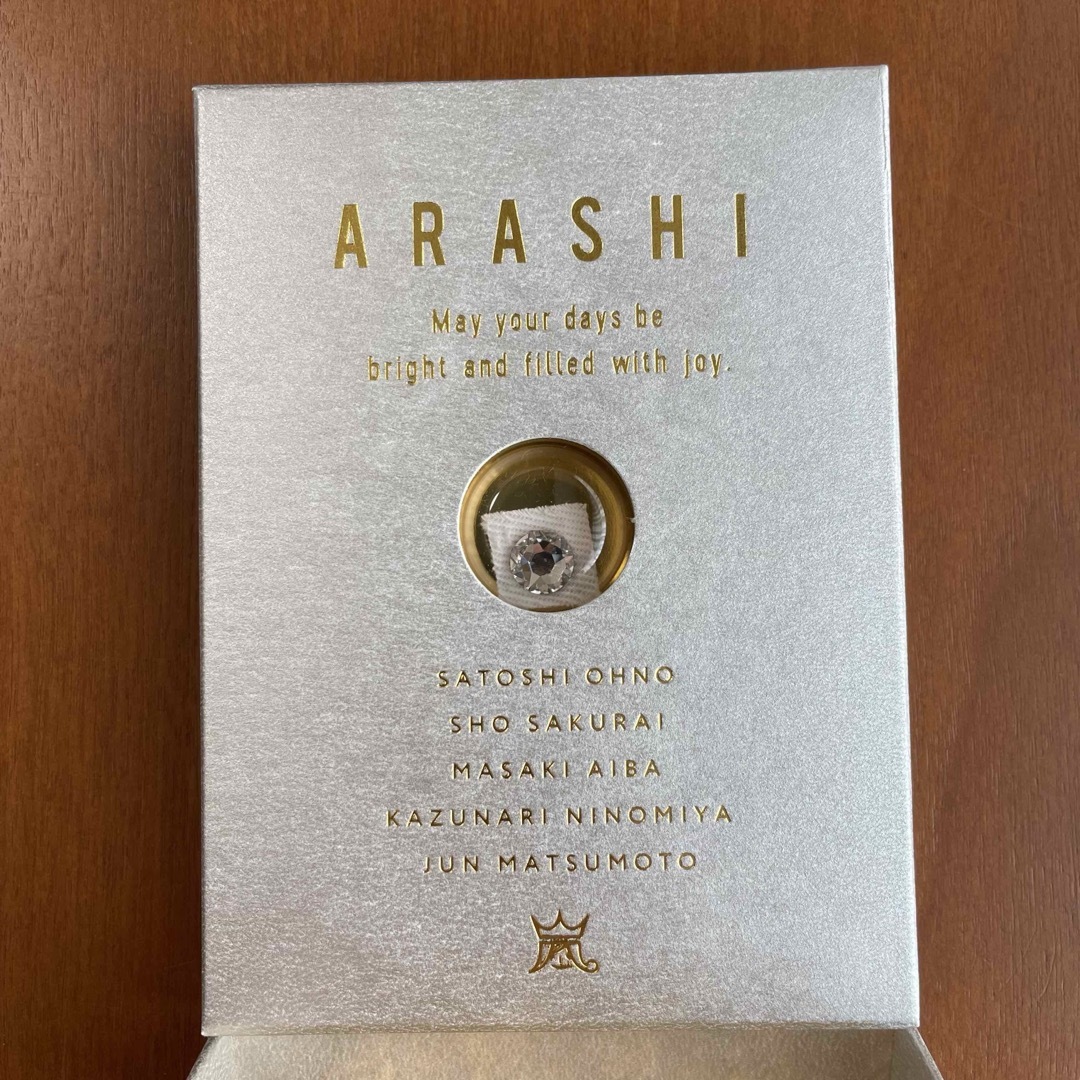 ARASHI
May your days be
bright and filled with joy.
SATOSHI OHNO
SHO SAKURAI
MASAKI AIBA
KAZUNARI NINOMIYA
JUN MATSUMOTO